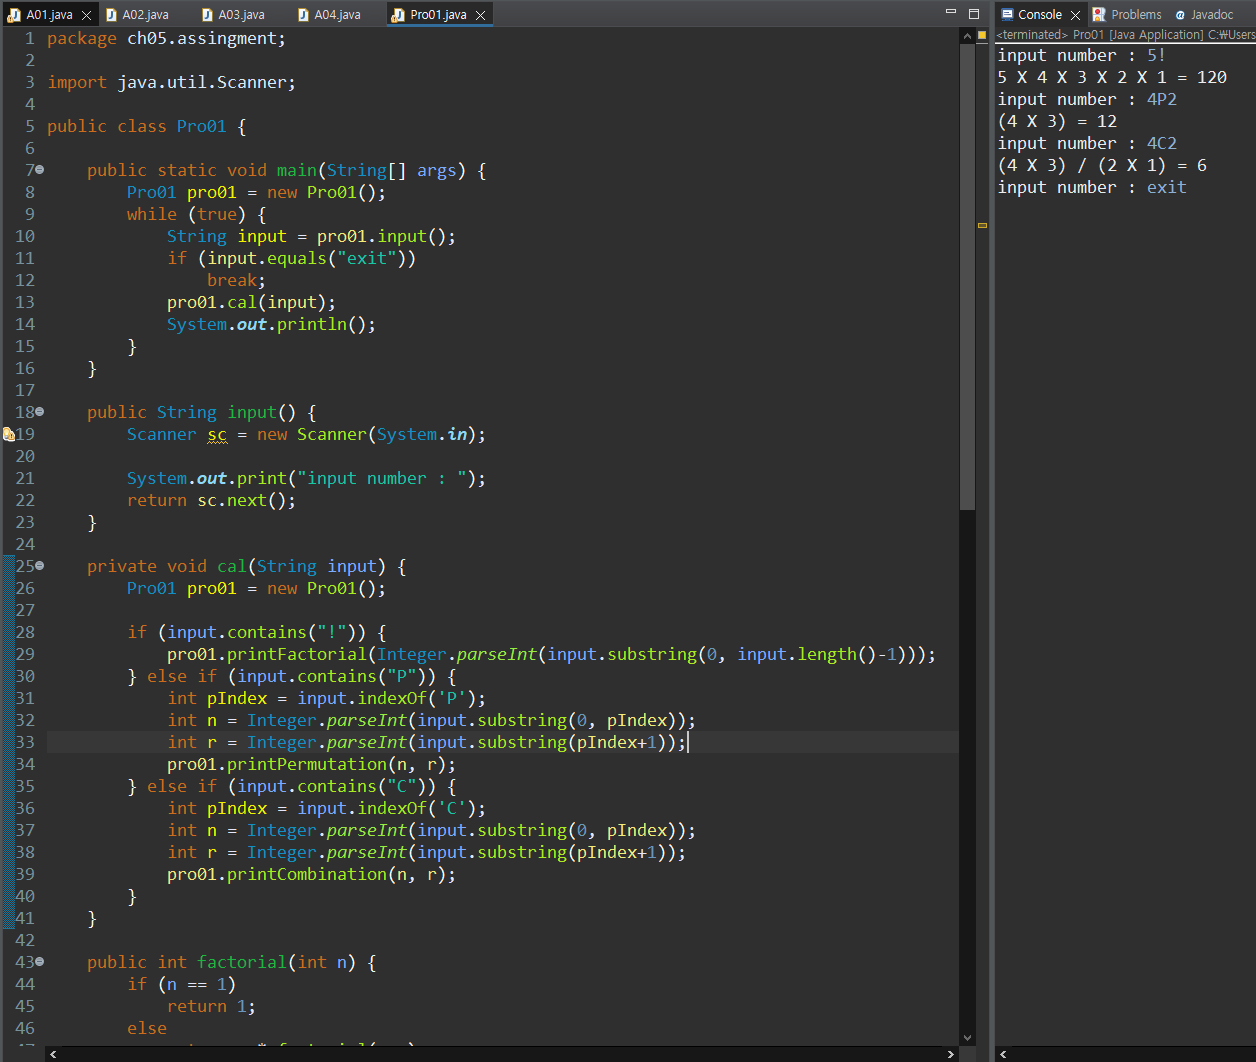 A01.java A02.java A03.java A04.java Pro01.java
1 package ch05.assingment;
2
3 import java.util.Scanner;
4
5 public class Pro01 {
6
7 public static void main(String[] args) {
8 Pro01 pro01 = new Pro01();
9 while (true) {
10 String input = pro01.input();
11 if (input.equals("exit"))
12 break;
13 pro01.cal(input);
14 System.out.println();
15 }
16 }
17
18 public String input() {
19 Scanner sc = new Scanner(System.in);
20
21 System.out.print("input number : ");
22 return sc.next();
23 }
24
25 private void cal(String input) {
26 Pro01 pro01 = new Pro01();
27
28 if (input.contains("!")) {
29 pro01.printFactorial(Integer.parseInt(input.substring(0, input.length()-1)));
30 } else if (input.contains("P")) {
31 int pIndex = input.indexOf('P');
32 int n = Integer.parseInt(input.substring(0, pIndex));
33 int r = Integer.parseInt(input.substring(pIndex+1));
34 pro01.printPermutation(n, r);
35 } else if (input.contains("C")) {
36 int pIndex = input.indexOf('C');
37 int n = Integer.parseInt(input.substring(0, pIndex));
38 int r = Integer.parseInt(input.substring(pIndex+1));
39 pro01.printCombination(n, r);
40 }
41 }
42
43 public int factorial(int n) {
44 if (n == 1)
45 return 1;
46 else
Console Problems Javadoc
<terminated> Pro01 [Java Application] C:₩Users
input number : 5!
5 X 4 X 3 X 2 X 1 = 120
input number : 4P2
(4 X 3) = 12
input number : 4C2
(4 X 3) / (2 X 1) = 6
input number : exit